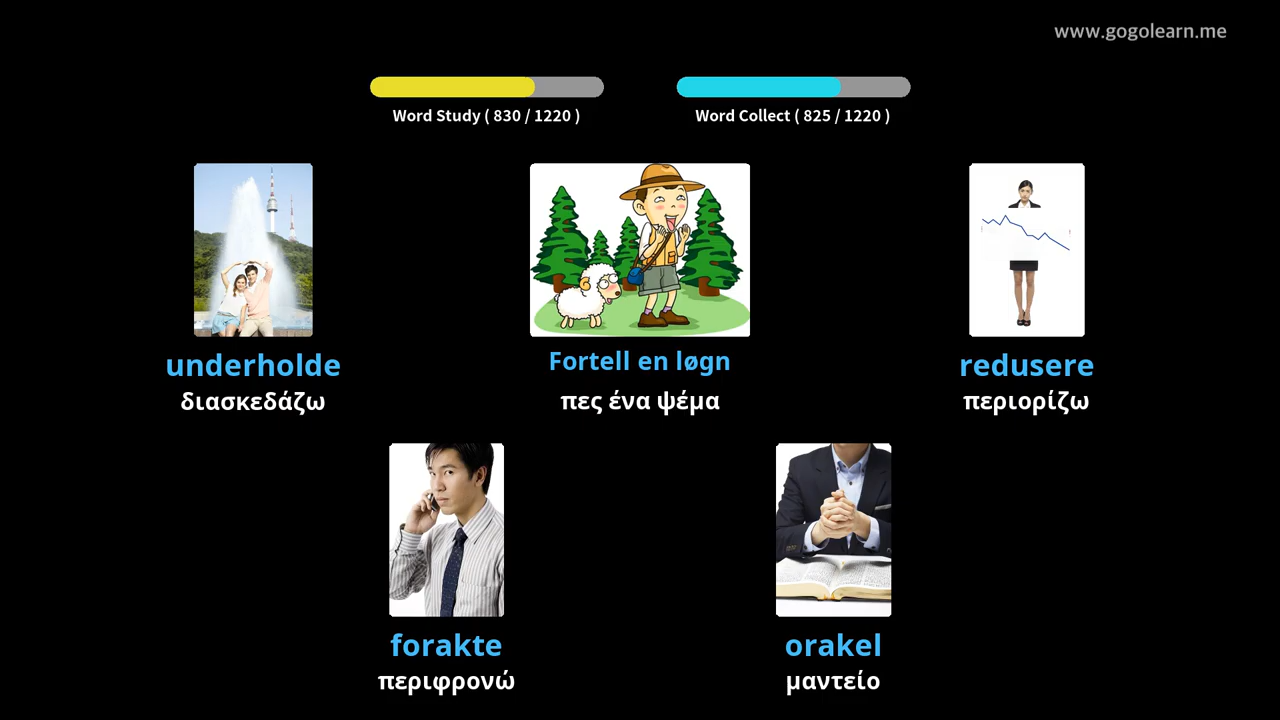 www.gogolearn.me
Word Study ( 830 / 1220 )
Word Collect ( 825 / 1220 )
underholde
διασκεδάζω
Fortell en løgn
πες ένα ψέμα
redusere
περιορίζω
forakte
περιφρονώ
orakel
μαντείο